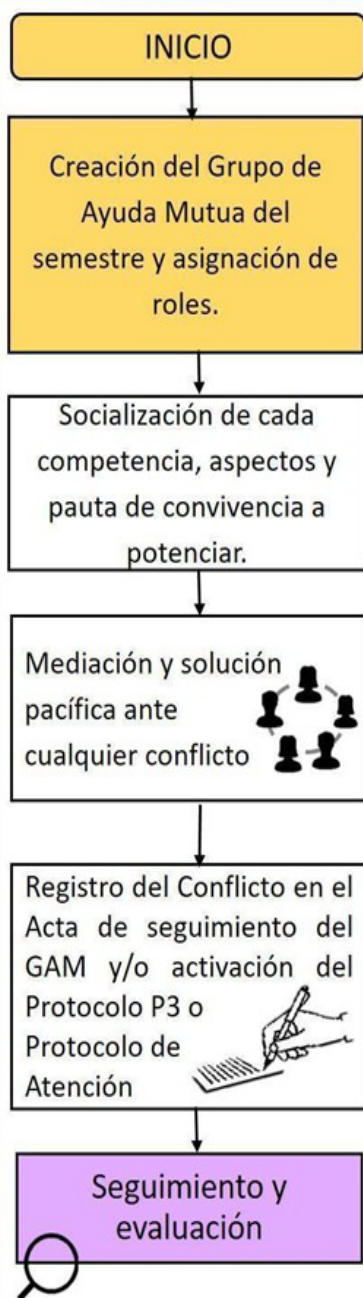 INICIO
Creación del Grupo de
Ayuda Mutua del
semestre y asignación de
roles.
Socialización de cada
competencia, aspectos y
pauta de convivencia a
potenciar.
Mediación y solución
pacífica ante
cualquier conflicto
Registro del Conflicto en el
Acta de seguimiento del
GAM y/o activación del
Protocolo P3 o
Protocolo de
Atención
Seguimiento y
evaluación